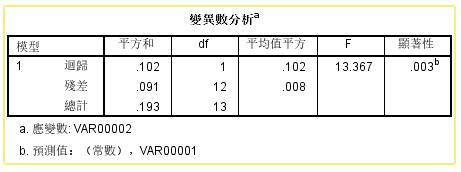 變異數分析a
模型 平方和 df 平均值平方 F 顯著性
1 迴歸 .102 1 .102 13.367 .003b
殘差 .091 12 .008
總計 .193 13
a. 應變數: VAR00002
b. 預測值：（常數），VAR00001